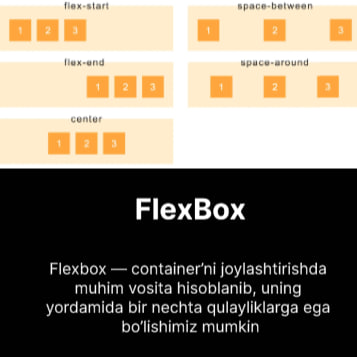 flex-start
1 2 3
flex-end
1 2 3
center
1 2 3
space-between
1 2 3
space-around
1 2 3
FlexBox
Flexbox — container’ni joylashtirishda
muhim vosita hisoblanib, uning
yordamida bir nechta qulayliklarga ega
bo’lishimiz mumkin